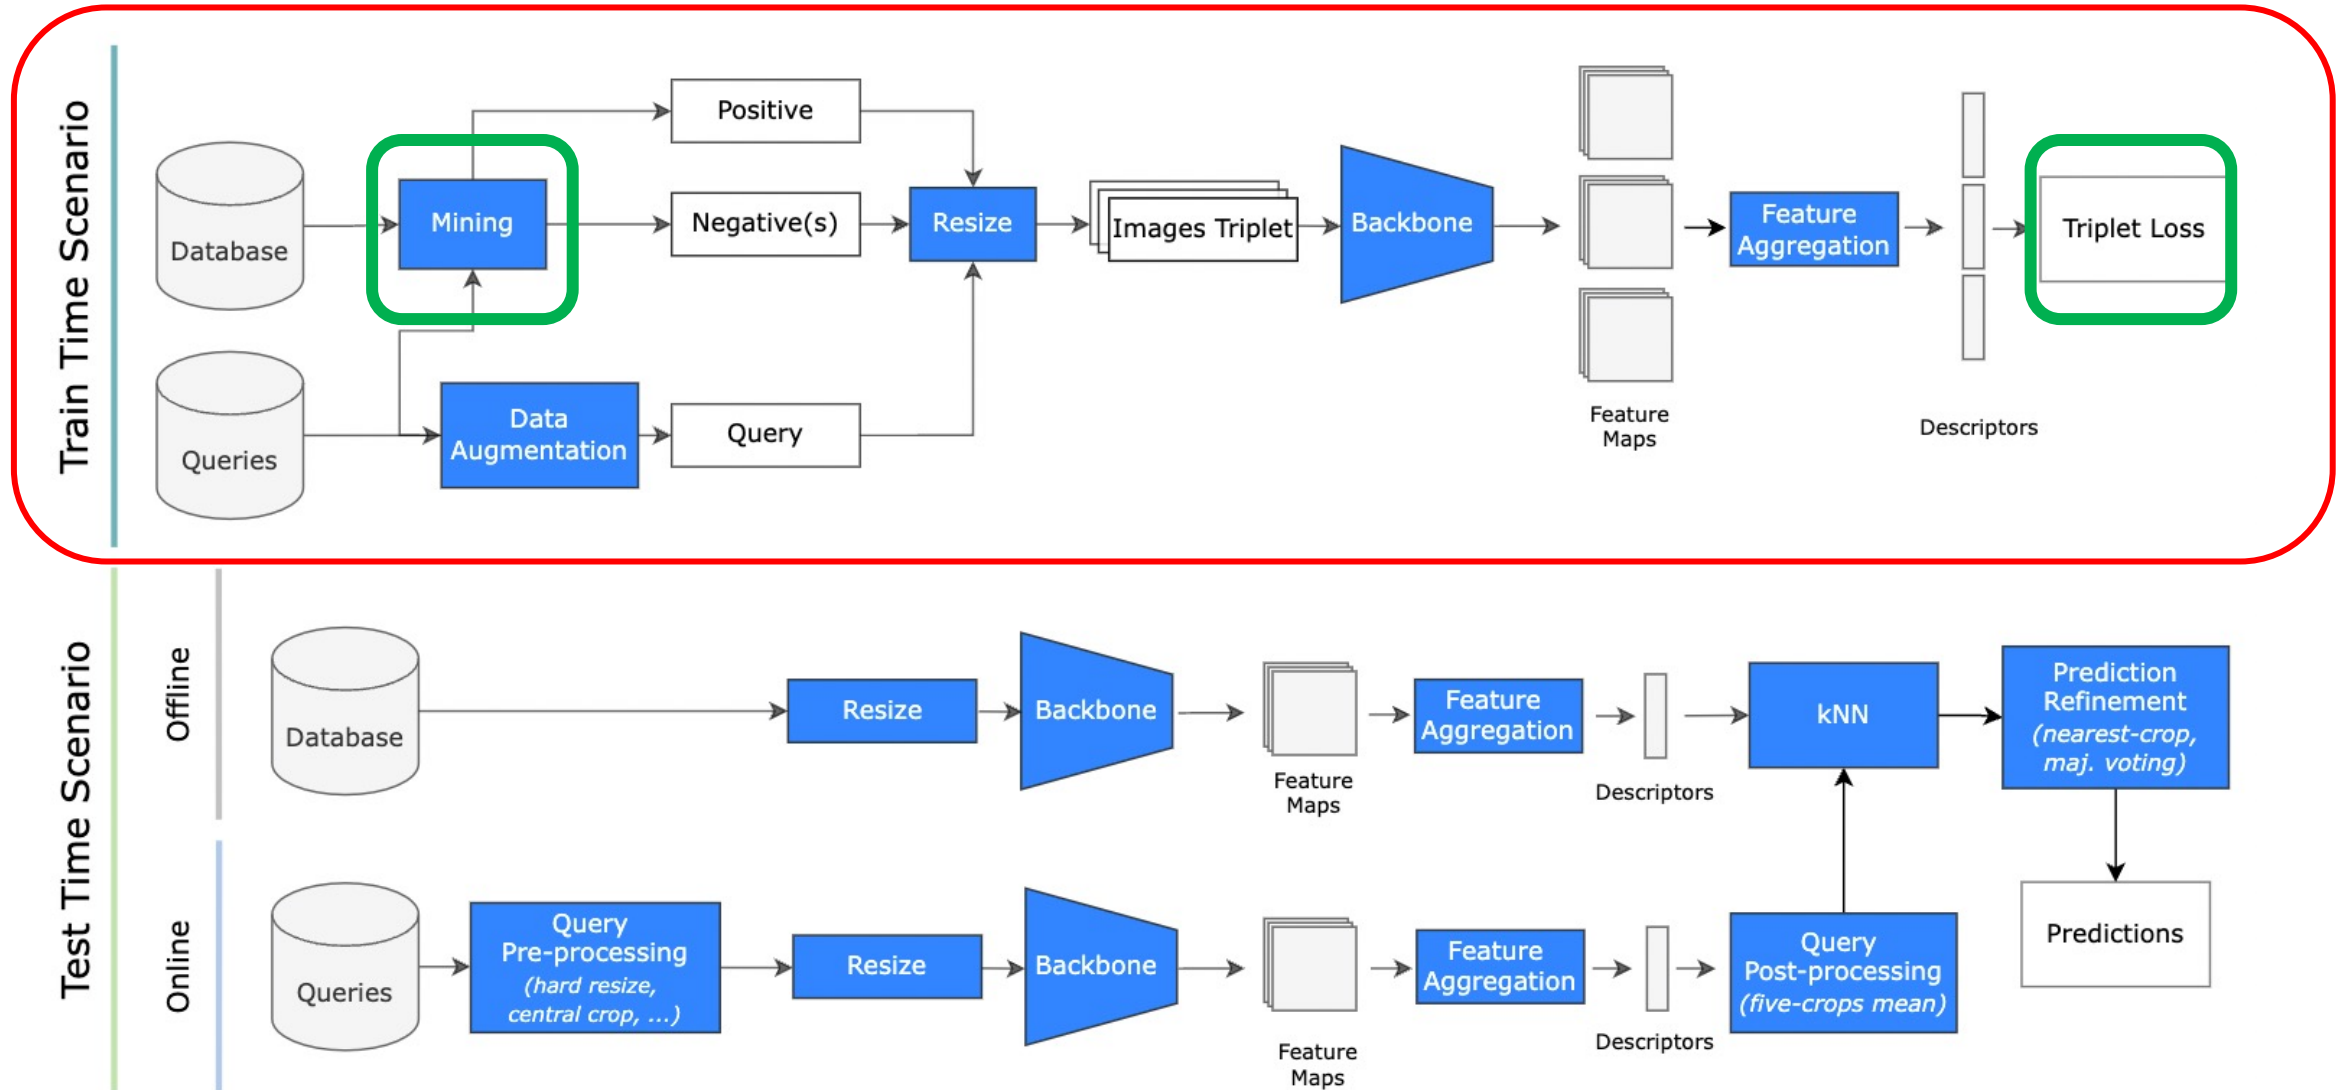 Train Time Scenario
Database
Queries
Mining
Data
Augmentation
Positive
Negative(s)
Query
Resize
Images Triplet
Backbone
Feature
Maps
Feature
Aggregation
Descriptors
Triplet Loss
Test Time Scenario
Offline
Database
Resize
Backbone
Feature
Maps
Feature
Aggregation
Descriptors
kNN
Prediction
Refinement
(nearest-crop,
maj. voting)
Online
Queries
Query
Pre-processing
(hard resize,
central crop, ...)
Resize
Backbone
Feature
Maps
Feature
Aggregation
Descriptors
Query
Post-processing
(five-crops mean)
Predictions